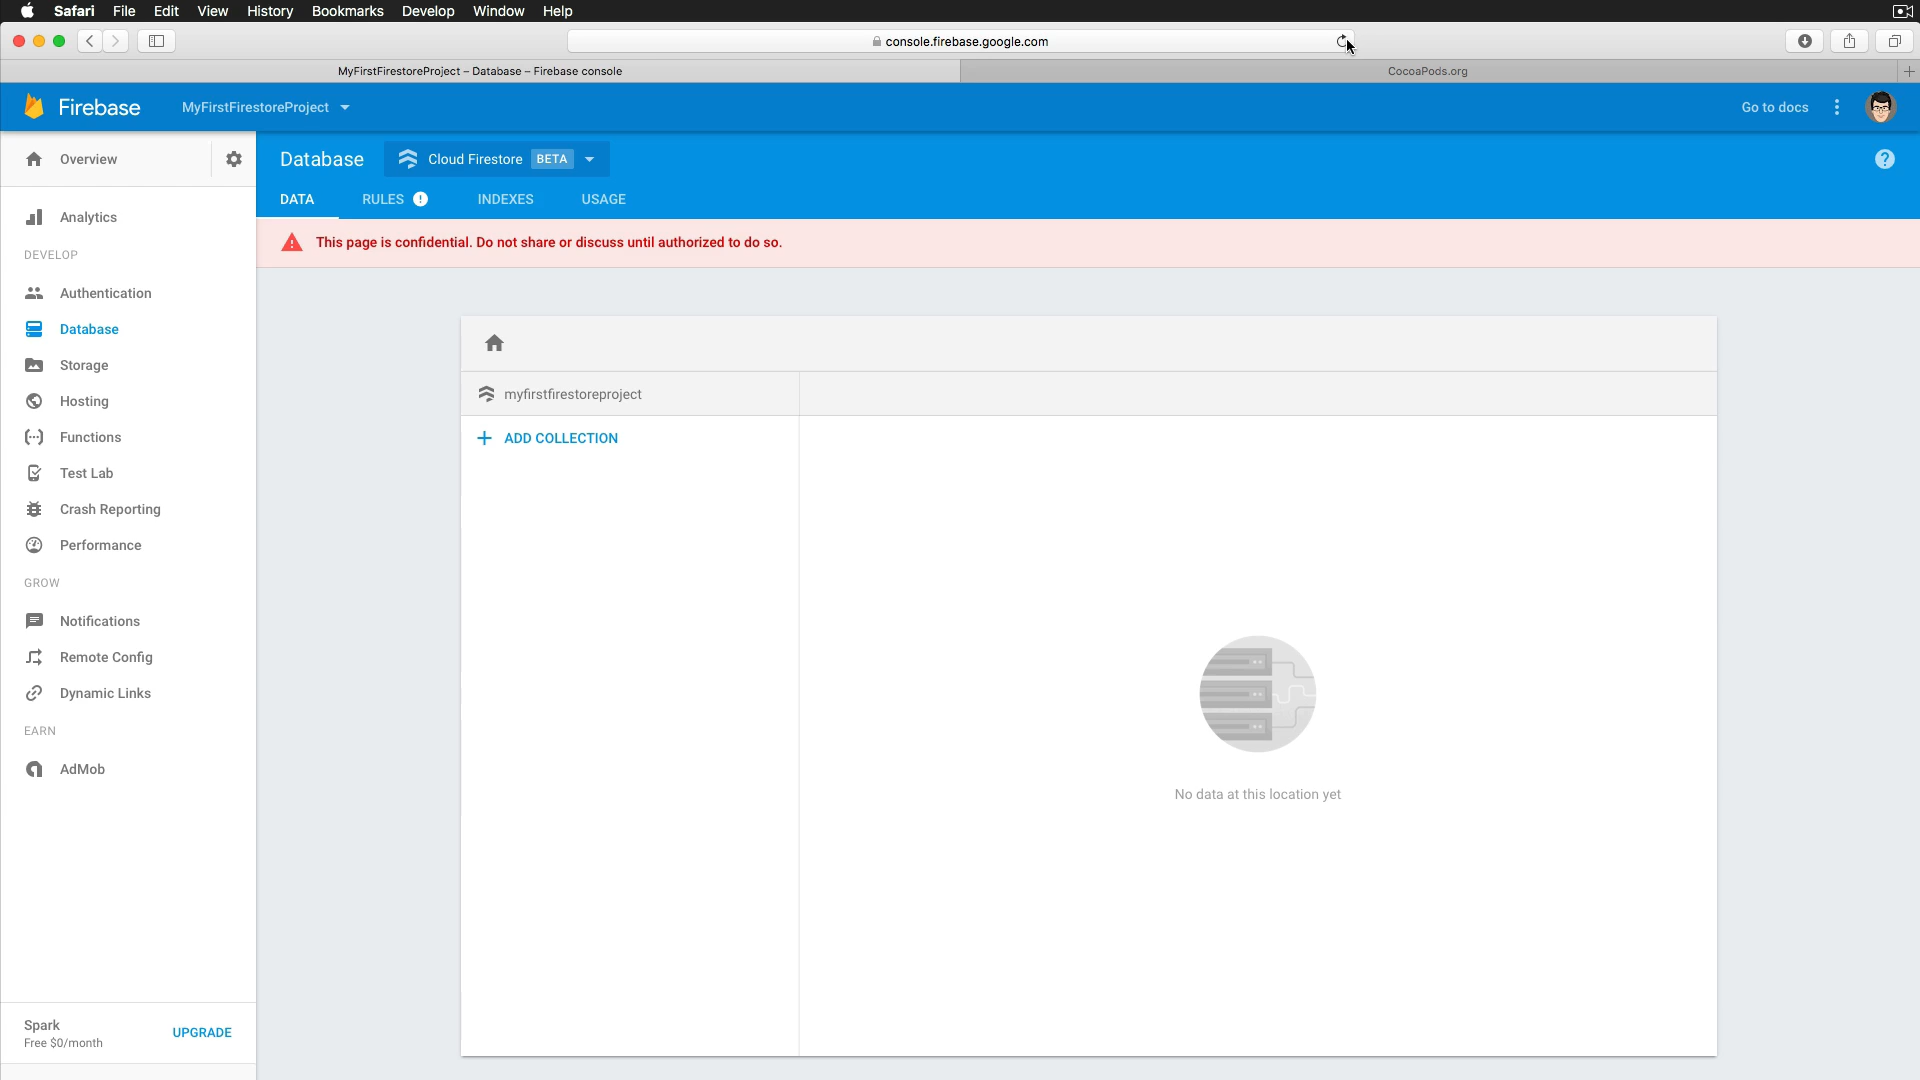 Safari File Edit View History Bookmarks Develop Window Help
console.firebase.google.com
MyFirstFirestoreProject – Database – Firebase console
CocoaPods.org
Firebase
MyFirstFirestoreProject
Go to docs
Overview
Database
Cloud Firestore BETA
?
DATA
RULES !
INDEXES
USAGE
This page is confidential. Do not share or discuss until authorized to do so.
Analytics
DEVELOP
Authentication
Database
Storage
Hosting
Functions
Test Lab
Crash Reporting
Performance
GROW
Notifications
Remote Config
Dynamic Links
EARN
AdMob
Spark
Free $0/month
UPGRADE
myfirstfirestoreproject
ADD COLLECTION
No data at this location yet